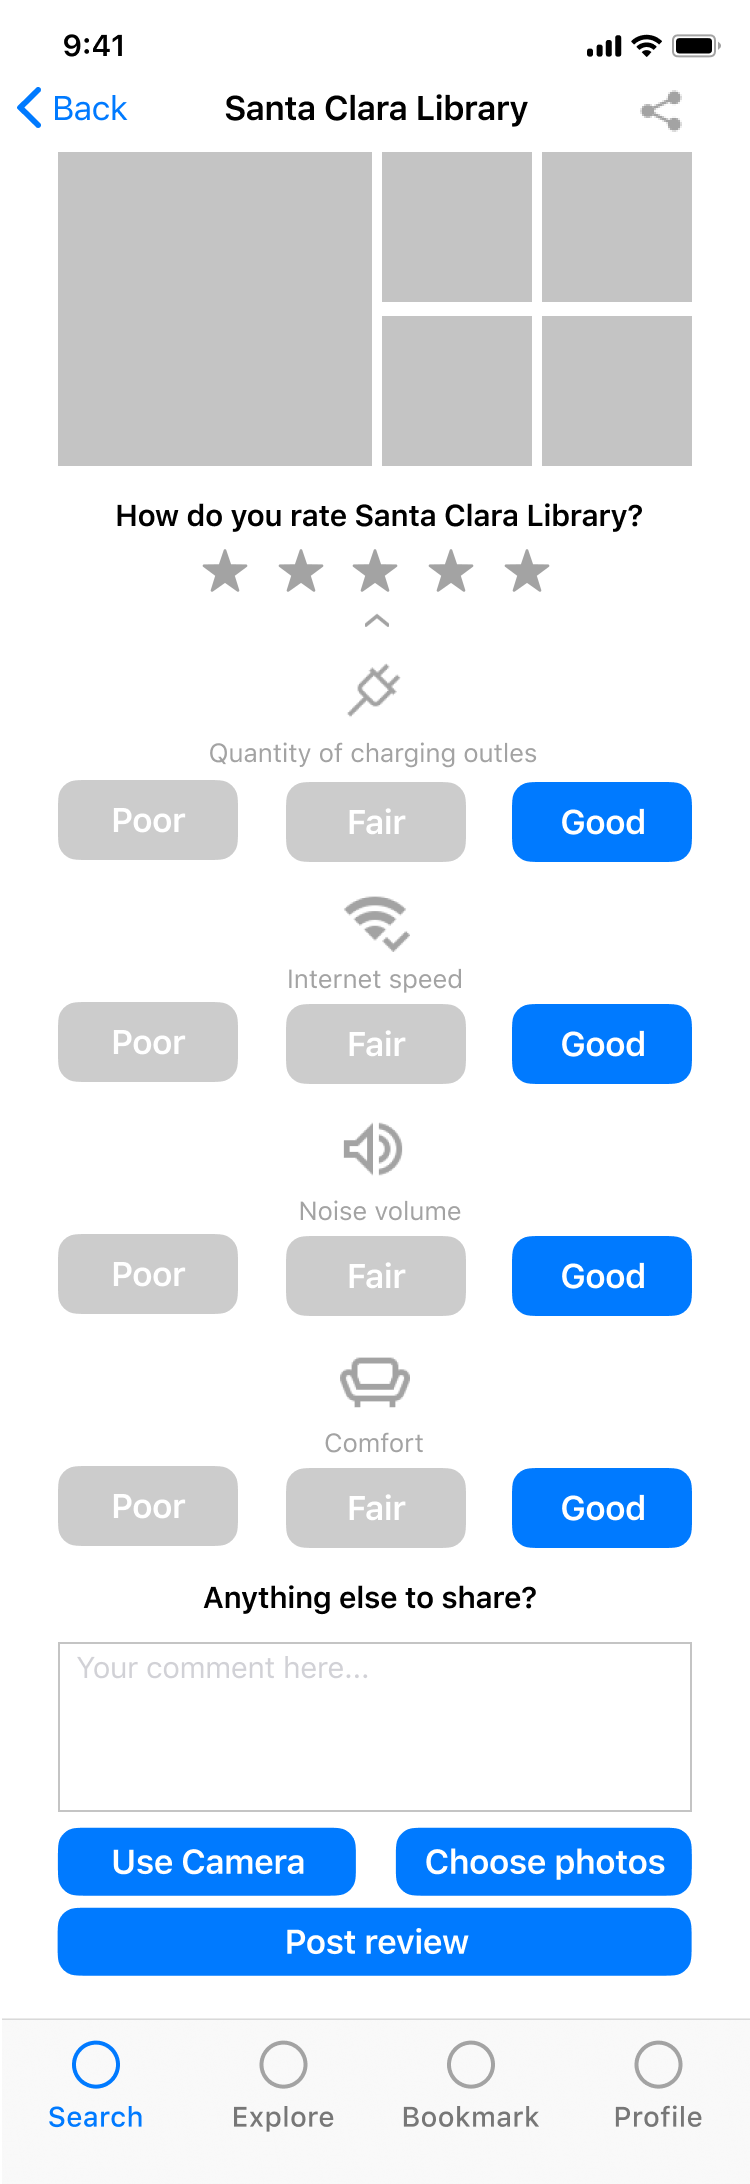 9:41
Back
Santa Clara Library
How do you rate Santa Clara Library?
Quantity of charging outles
Poor Fair Good
Internet speed
Poor Fair Good
Noise volume
Poor Fair Good
Comfort
Poor Fair Good
Anything else to share?
Your comment here...
Use Camera Choose photos
Post review
Search Explore Bookmark Profile